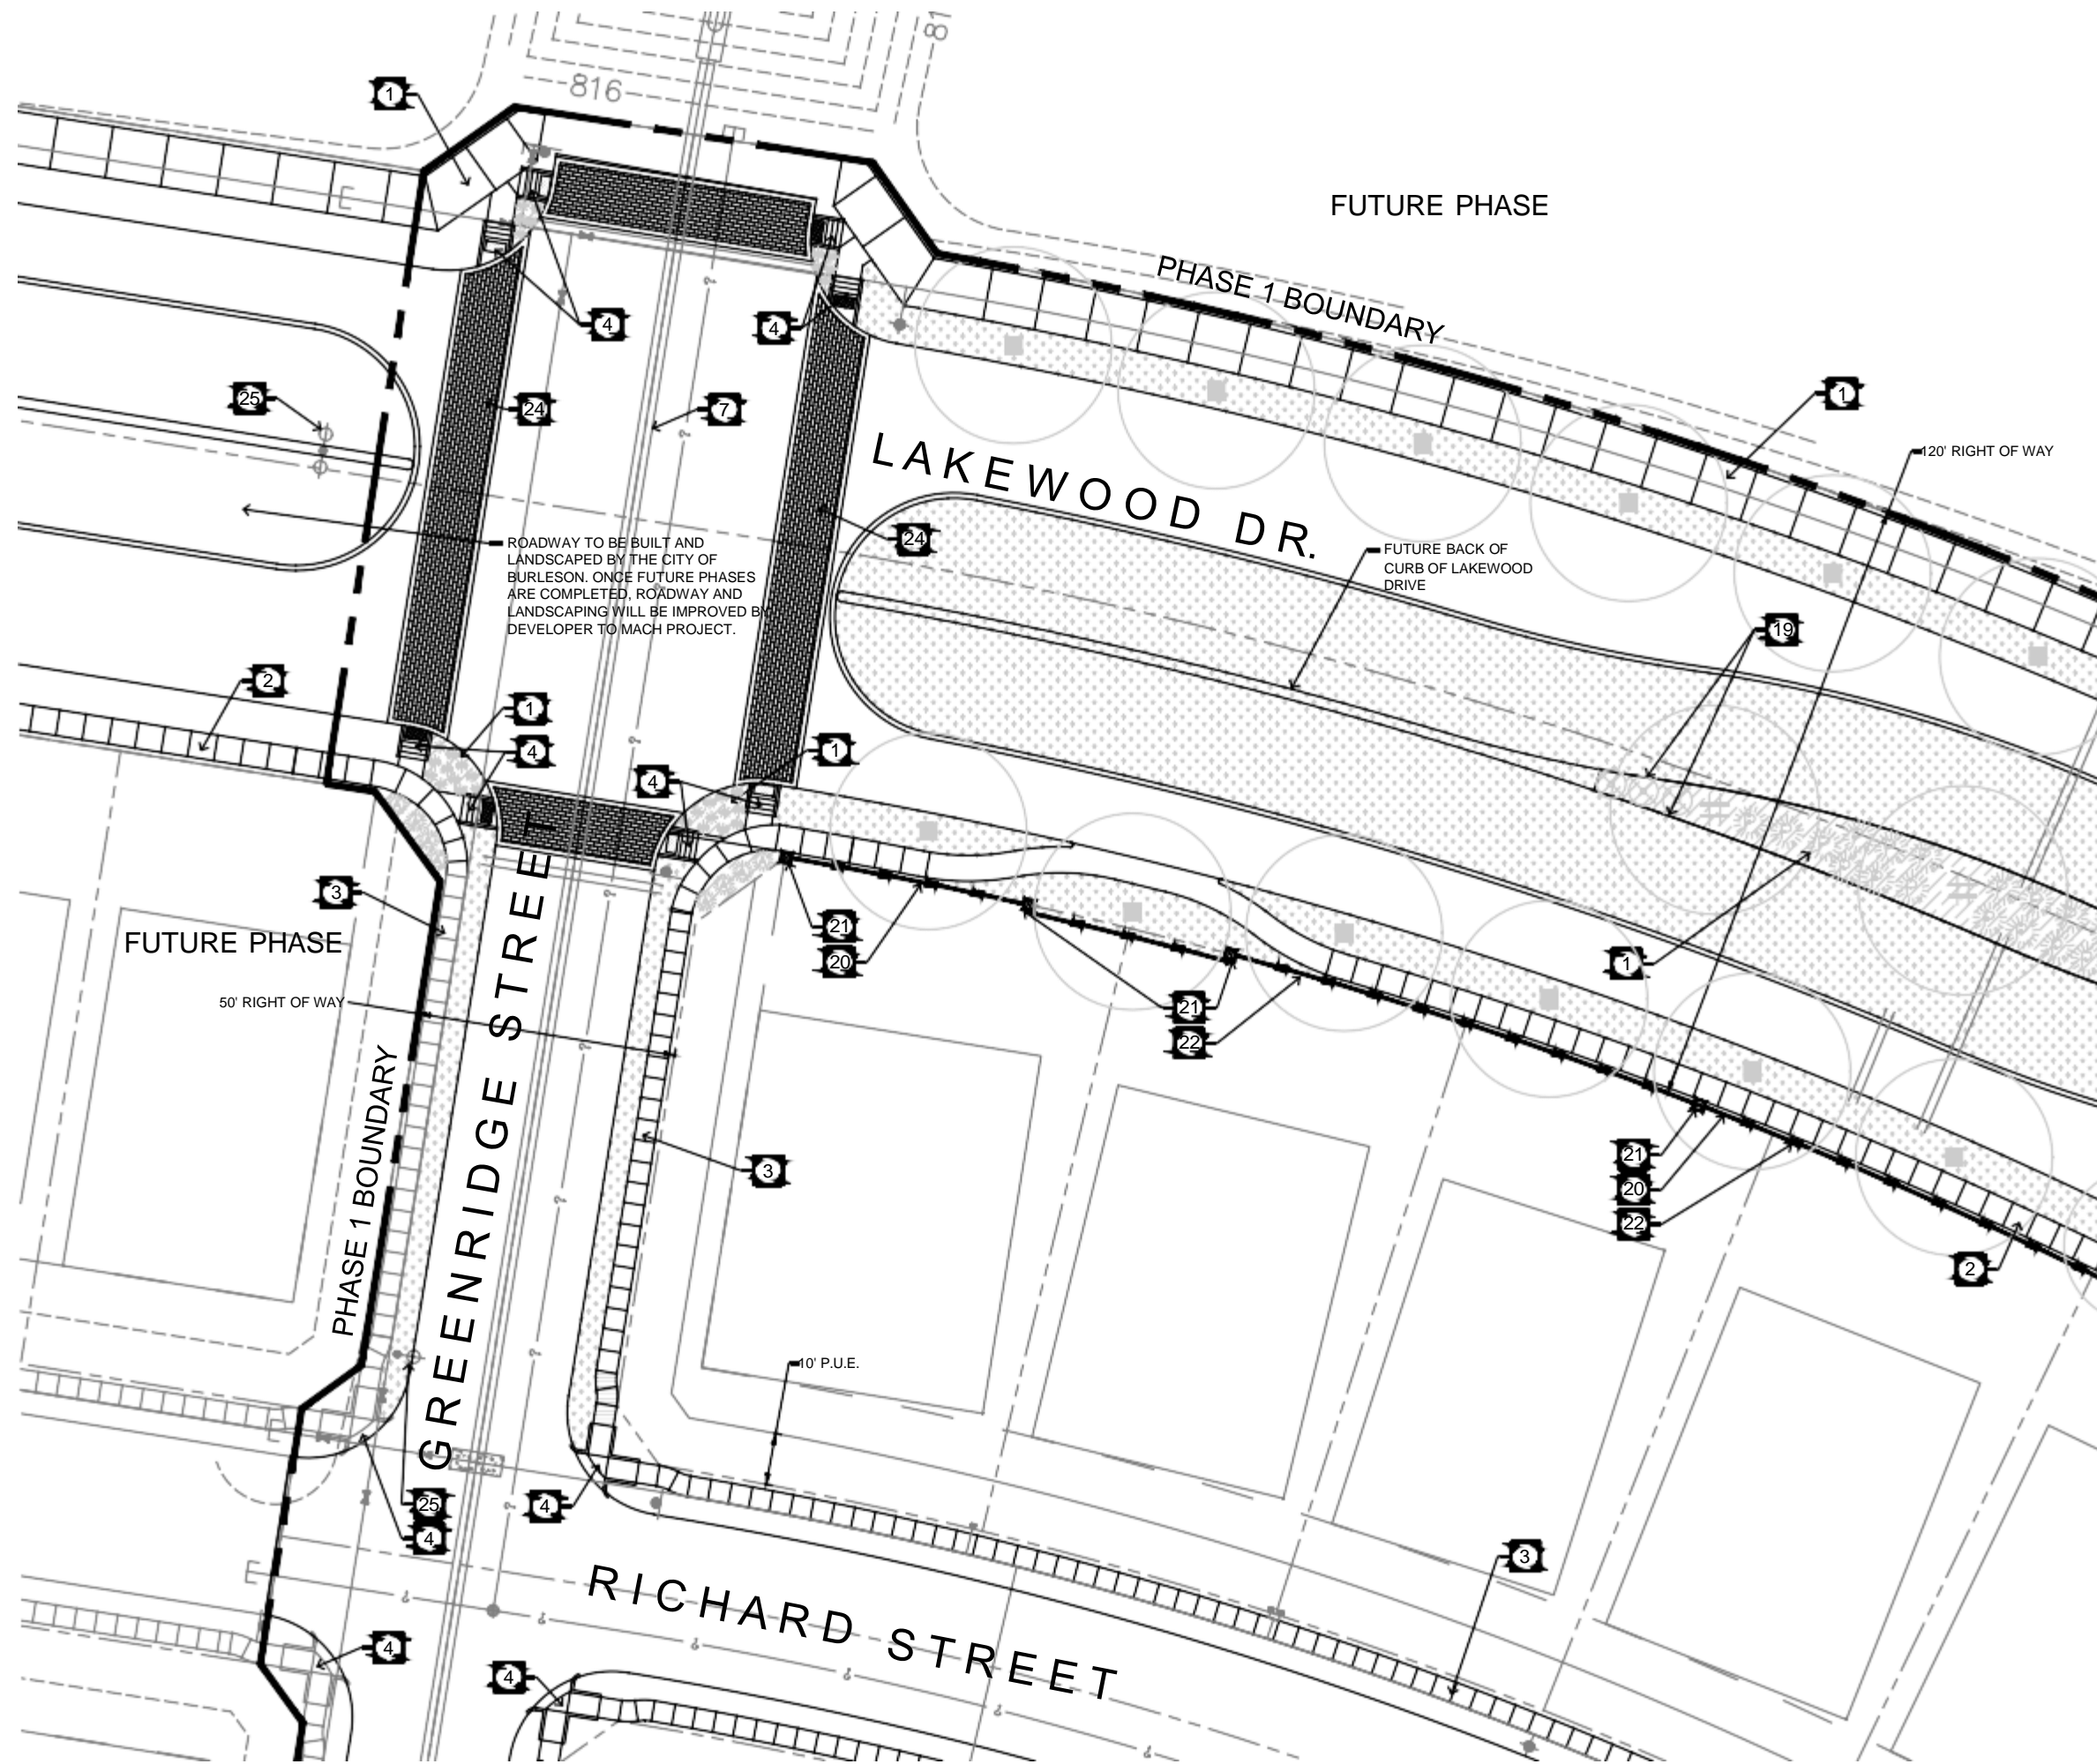 81
816
1
FUTURE PHASE
PHASE 1 BOUNDARY
4
4
1
25
24
7
120' RIGHT OF WAY
LAKEWOOD DR.
24
ROADWAY TO BE BUILT AND
LANDSCAPED BY THE CITY OF
BURLESON. ONCE FUTURE PHASES
ARE COMPLETED, ROADWAY AND
LANDSCAPING WILL BE IMPROVED BY
DEVELOPER TO MACH PROJECT.
FUTURE BACK OF
CURB OF LAKEWOOD
DRIVE
19
2
1
4
1
4
3
21
20
FUTURE PHASE
1
50' RIGHT OF WAY
21
22
GREENRIDGE STREET
PHASE 1 BOUNDARY
3
21
20
22
2
10' P.U.E.
25
4
4
3
RICHARD STREET
4
4